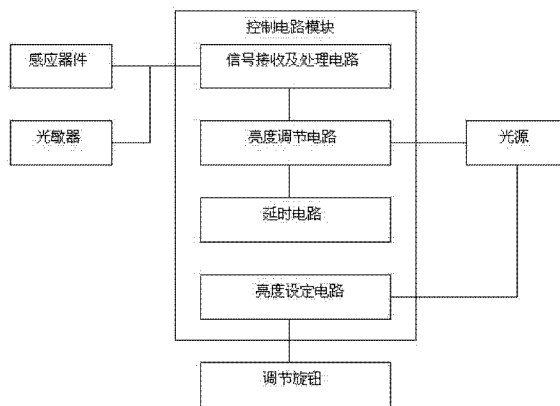 控制电路模块
感应器件
信号接收及处理电路
光敏器
亮度调节电路
光源
延时电路
亮度设定电路
调节旋钮